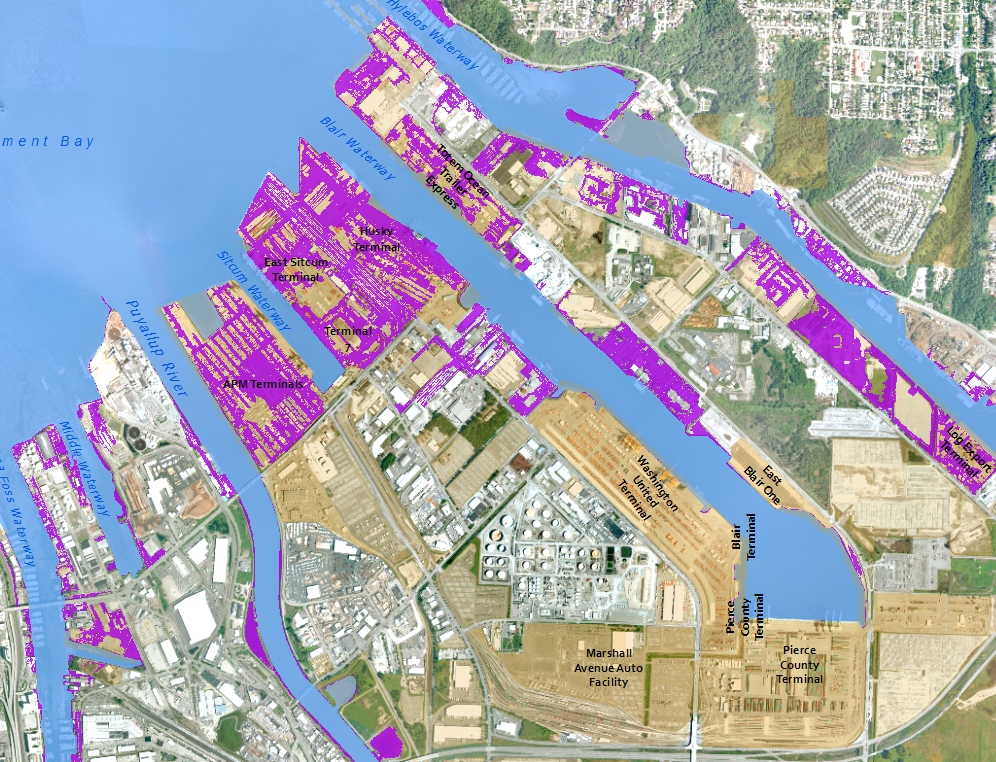 Hylebos Waterway
ment Bay
Blair Waterway
Totem Ocean
Trailer
Express
Husky
Terminal
East Sitcum
Terminal
Sitcum Waterway
Puyallup River
Terminal
7
APM Terminals
Middle Waterway
a Foss Waterway
Log Export
Terminal
Washington
United
Terminal
East
Blair One
Blair
Terminal
Pierce
County
Terminal
Marshall
Avenue Auto
Facility
Pierce
County
Terminal